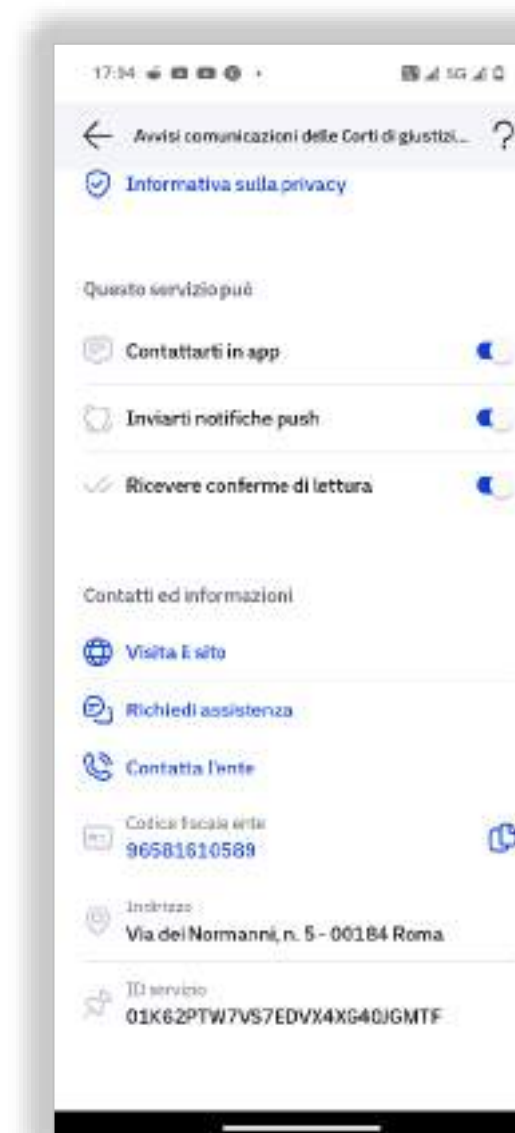 17:94
5G
Avvisi comunicazioni delle Corti di giustizi...
?
Informativa sulla privacy
Questo servizio può
Contattarti in app
Inviarti notifiche push
Ricevere conferme di lettura
Contatti ed informazioni
Visita il sito
Richiedi assistenza
Contatta l'ente
Codice fiscale ente
96581610589
Indirizzo
Via dei Normanni, n. 5 - 00184 Roma
ID servizio